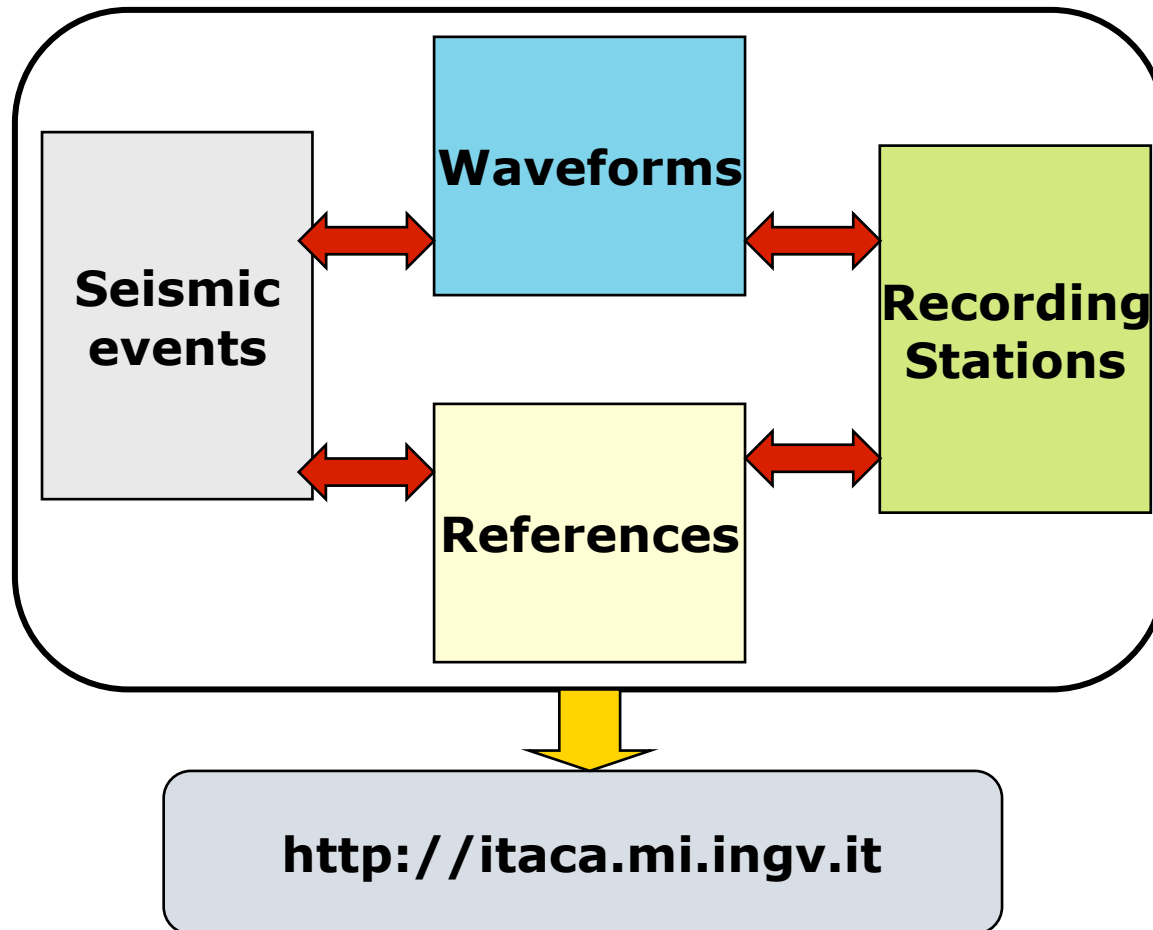 Waveforms
Seismic
events
Recording
Stations
References
http://itaca.mi.ingv.it